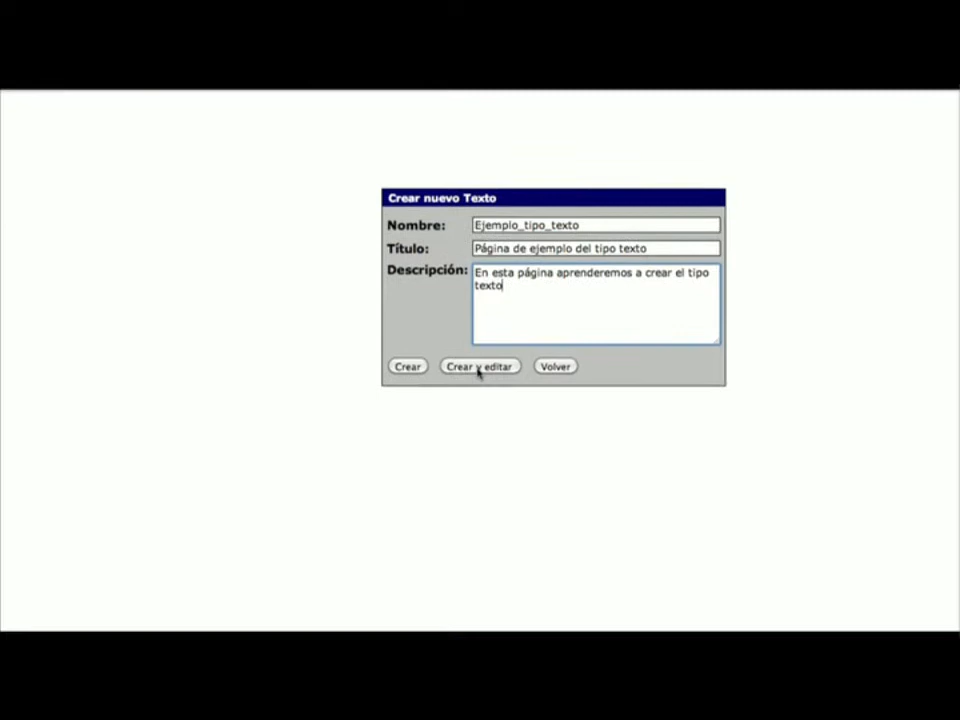 Crear nuevo Texto
Nombre: Ejemplo_tipo_texto
Título: Página de ejemplo del tipo texto
Descripción: En esta página aprenderemos a crear el tipo
texto
Crear Crear y editar Volver